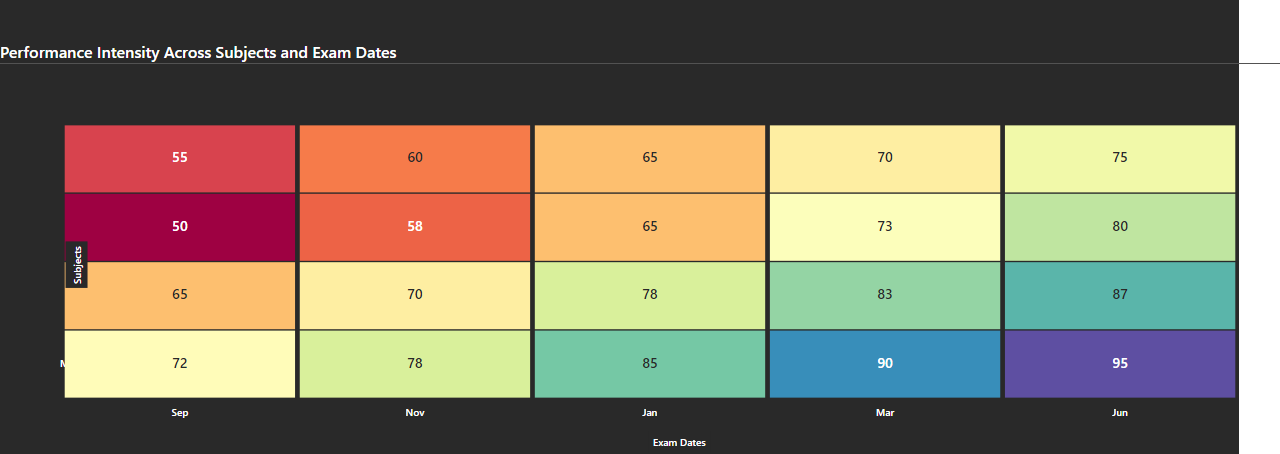 Performance Intensity Across Subjects and Exam Dates
55 60 65 70 75
50 58 65 73 80
Subjects
65 70 78 83 87
72 78 85 90 95
Sep Nov Jan Mar Jun
Exam Dates